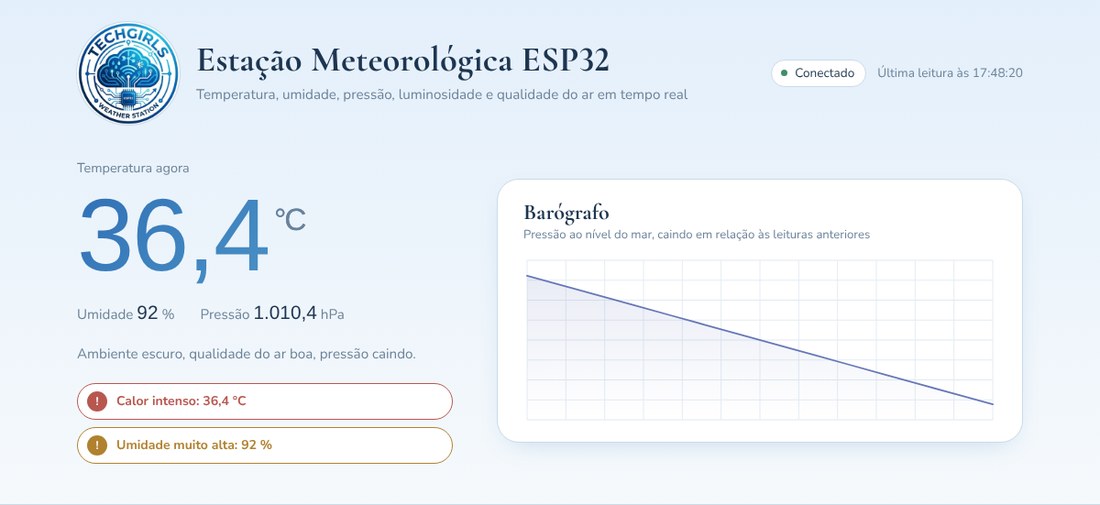 TECHGIRLS
WEATHER STATION
Estação Meteorológica ESP32
Temperatura, umidade, pressão, luminosidade e qualidade do ar em tempo real
Conectado
Última leitura às 17:48:20
Temperatura agora
36,4 °C
Umidade 92 % Pressão 1.010,4 hPa
Ambiente escuro, qualidade do ar boa, pressão caindo.
! Calor intenso: 36,4 °C
! Umidade muito alta: 92 %
Barógrafo
Pressão ao nível do mar, caindo em relação às leituras anteriores